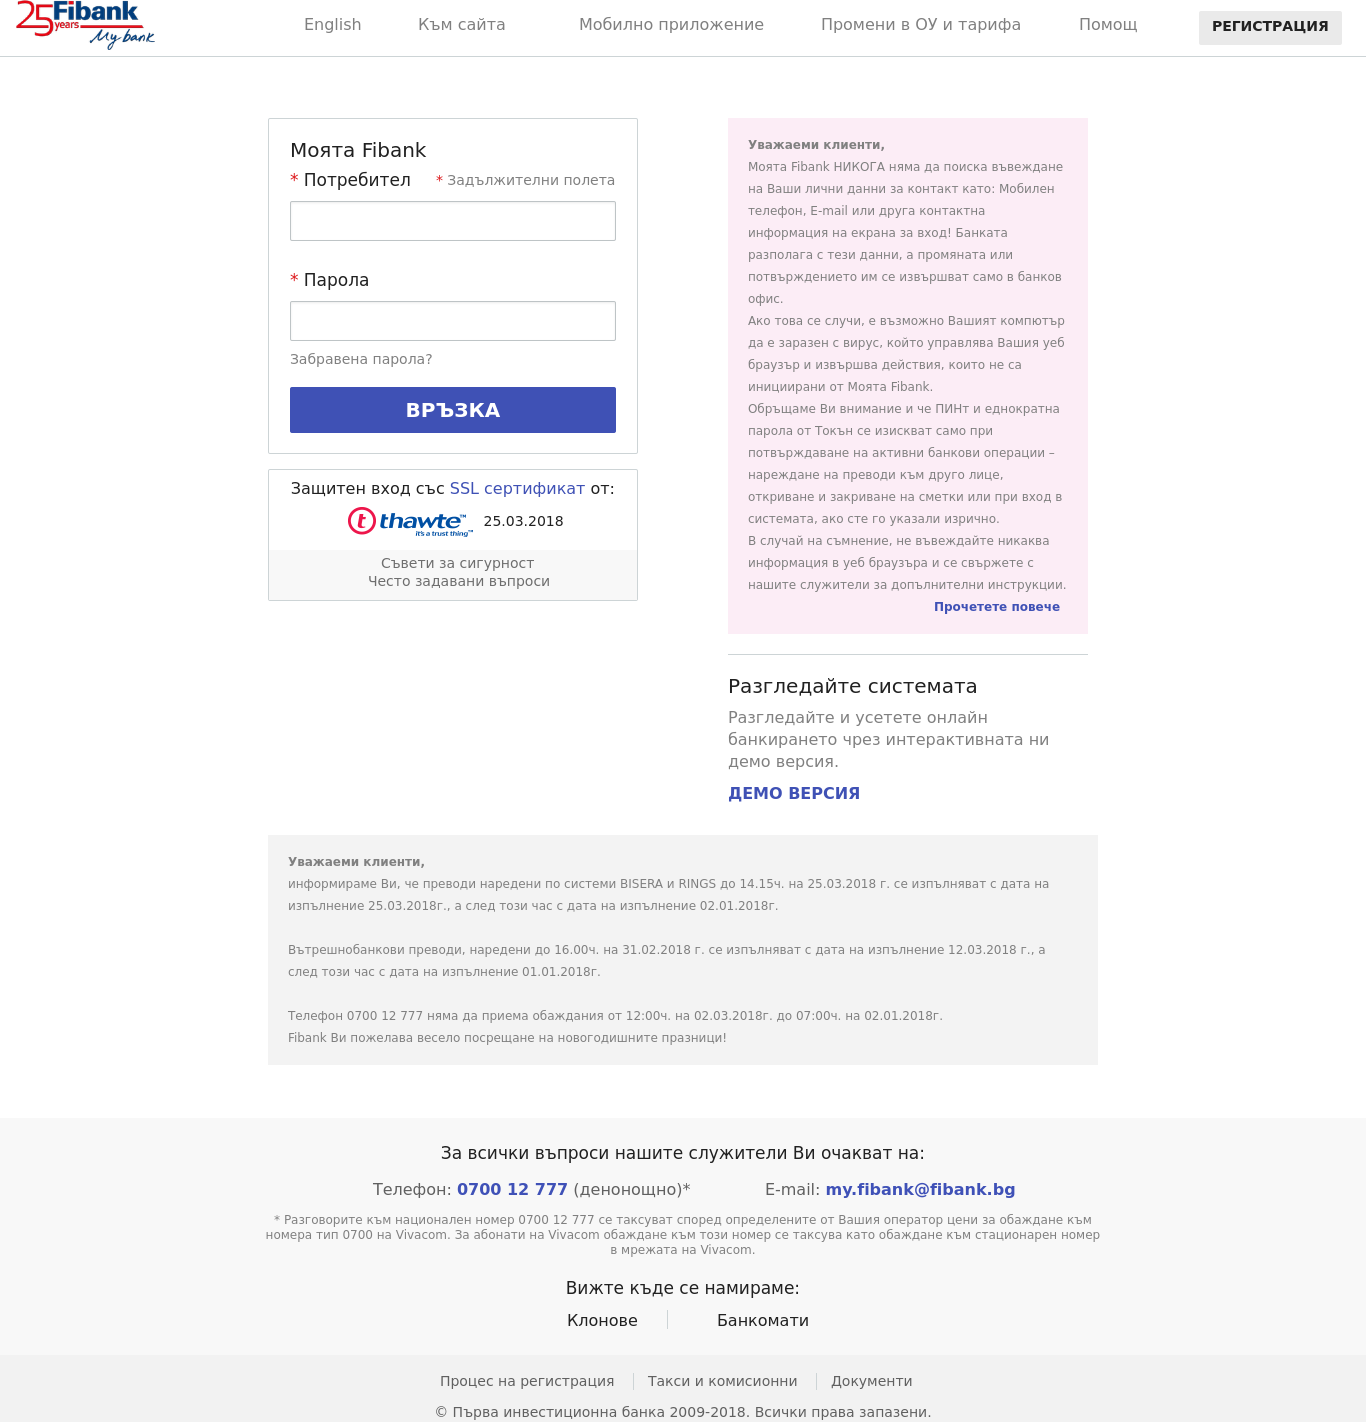 25 years Fibank My bank
English Към сайта Мобилно приложение Промени в ОУ и тарифа Помощ РЕГИСТРАЦИЯ
Моята Fibank
* Потребител * Задължителни полета
* Парола
Забравена парола?
ВРЪЗКА
Защитен вход със SSL сертификат от:
thawte™ it's a trust thing™ 25.03.2018
Съвети за сигурност
Често задавани въпроси
Уважаеми клиенти,
Моята Fibank НИКОГА няма да поиска въвеждане
на Ваши лични данни за контакт като: Мобилен
телефон, E-mail или друга контактна
информация на екрана за вход! Банката
разполага с тези данни, а промяната или
потвърждението им се извършват само в банков
офис.
Ако това се случи, е възможно Вашият компютър
да е заразен с вирус, който управлява Вашия уеб
браузър и извършва действия, които не са
инициирани от Моята Fibank.
Обръщаме Ви внимание и че ПИНт и еднократна
парола от Токън се изискват само при
потвърждаване на активни банкови операции –
нареждане на преводи към друго лице,
откриване и закриване на сметки или при вход в
системата, ако сте го указали изрично.
В случай на съмнение, не въвеждайте никаква
информация в уеб браузъра и се свържете с
нашите служители за допълнителни инструкции.
Прочетете повече
Разгледайте системата
Разгледайте и усетете онлайн
банкирането чрез интерактивната ни
демо версия.
ДЕМО ВЕРСИЯ
Уважаеми клиенти,
информираме Ви, че преводи наредени по системи BISERA и RINGS до 14.15ч. на 25.03.2018 г. се изпълняват с дата на
изпълнение 25.03.2018г., а след този час с дата на изпълнение 02.01.2018г.
Вътрешнобанкови преводи, наредени до 16.00ч. на 31.02.2018 г. се изпълняват с дата на изпълнение 12.03.2018 г., а
след този час с дата на изпълнение 01.01.2018г.
Телефон 0700 12 777 няма да приема обаждания от 12:00ч. на 02.03.2018г. до 07:00ч. на 02.01.2018г.
Fibank Ви пожелава весело посрещане на новогодишните празници!
За всички въпроси нашите служители Ви очакват на:
Телефон: 0700 12 777 (денонощно)* E-mail: my.fibank@fibank.bg
* Разговорите към национален номер 0700 12 777 се таксуват според определените от Вашия оператор цени за обаждане към
номера тип 0700 на Vivacom. За абонати на Vivacom обаждане към този номер се таксува като обаждане към стационарен номер
в мрежата на Vivacom.
Вижте къде се намираме:
Клонове Банкомати
Процес на регистрация Такси и комисионни Документи
© Първа инвестиционна банка 2009-2018. Всички права запазени.